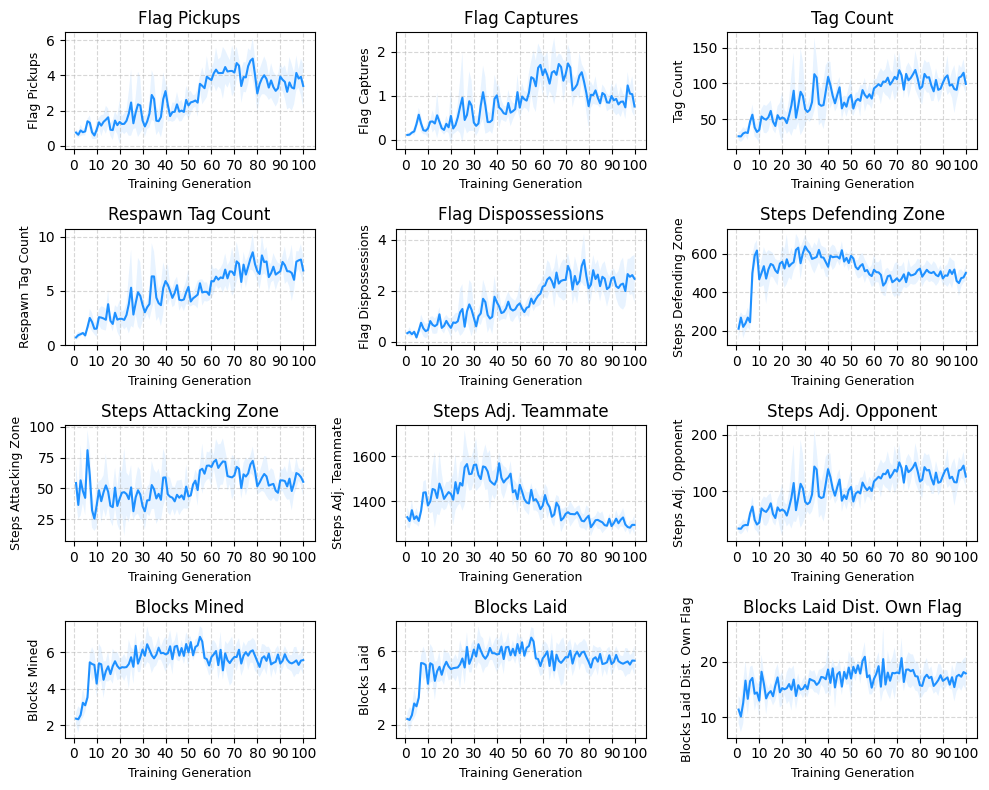 Flag Pickups
Flag Pickups
6
4
2
0
0 10 20 30 40 50 60 70 80 90 100
Training Generation
Flag Captures
Flag Captures
2
1
0
0 10 20 30 40 50 60 70 80 90 100
Training Generation
Tag Count
Tag Count
150
100
50
0 10 20 30 40 50 60 70 80 90 100
Training Generation
Respawn Tag Count
Respawn Tag Count
10
5
0
0 10 20 30 40 50 60 70 80 90 100
Training Generation
Flag Dispossessions
Flag Dispossessions
4
2
0
0 10 20 30 40 50 60 70 80 90 100
Training Generation
Steps Defending Zone
Steps Defending Zone
600
400
200
0 10 20 30 40 50 60 70 80 90 100
Training Generation
Steps Attacking Zone
Steps Attacking Zone
100
75
50
25
0 10 20 30 40 50 60 70 80 90 100
Training Generation
Steps Adj. Teammate
Steps Adj. Teammate
1600
1400
0 10 20 30 40 50 60 70 80 90 100
Training Generation
Steps Adj. Opponent
Steps Adj. Opponent
200
100
0 10 20 30 40 50 60 70 80 90 100
Training Generation
Blocks Mined
Blocks Mined
6
4
2
0 10 20 30 40 50 60 70 80 90 100
Training Generation
Blocks Laid
Blocks Laid
6
4
2
0 10 20 30 40 50 60 70 80 90 100
Training Generation
Blocks Laid Dist. Own Flag
Blocks Laid Dist. Own Flag
20
10
0 10 20 30 40 50 60 70 80 90 100
Training Generation